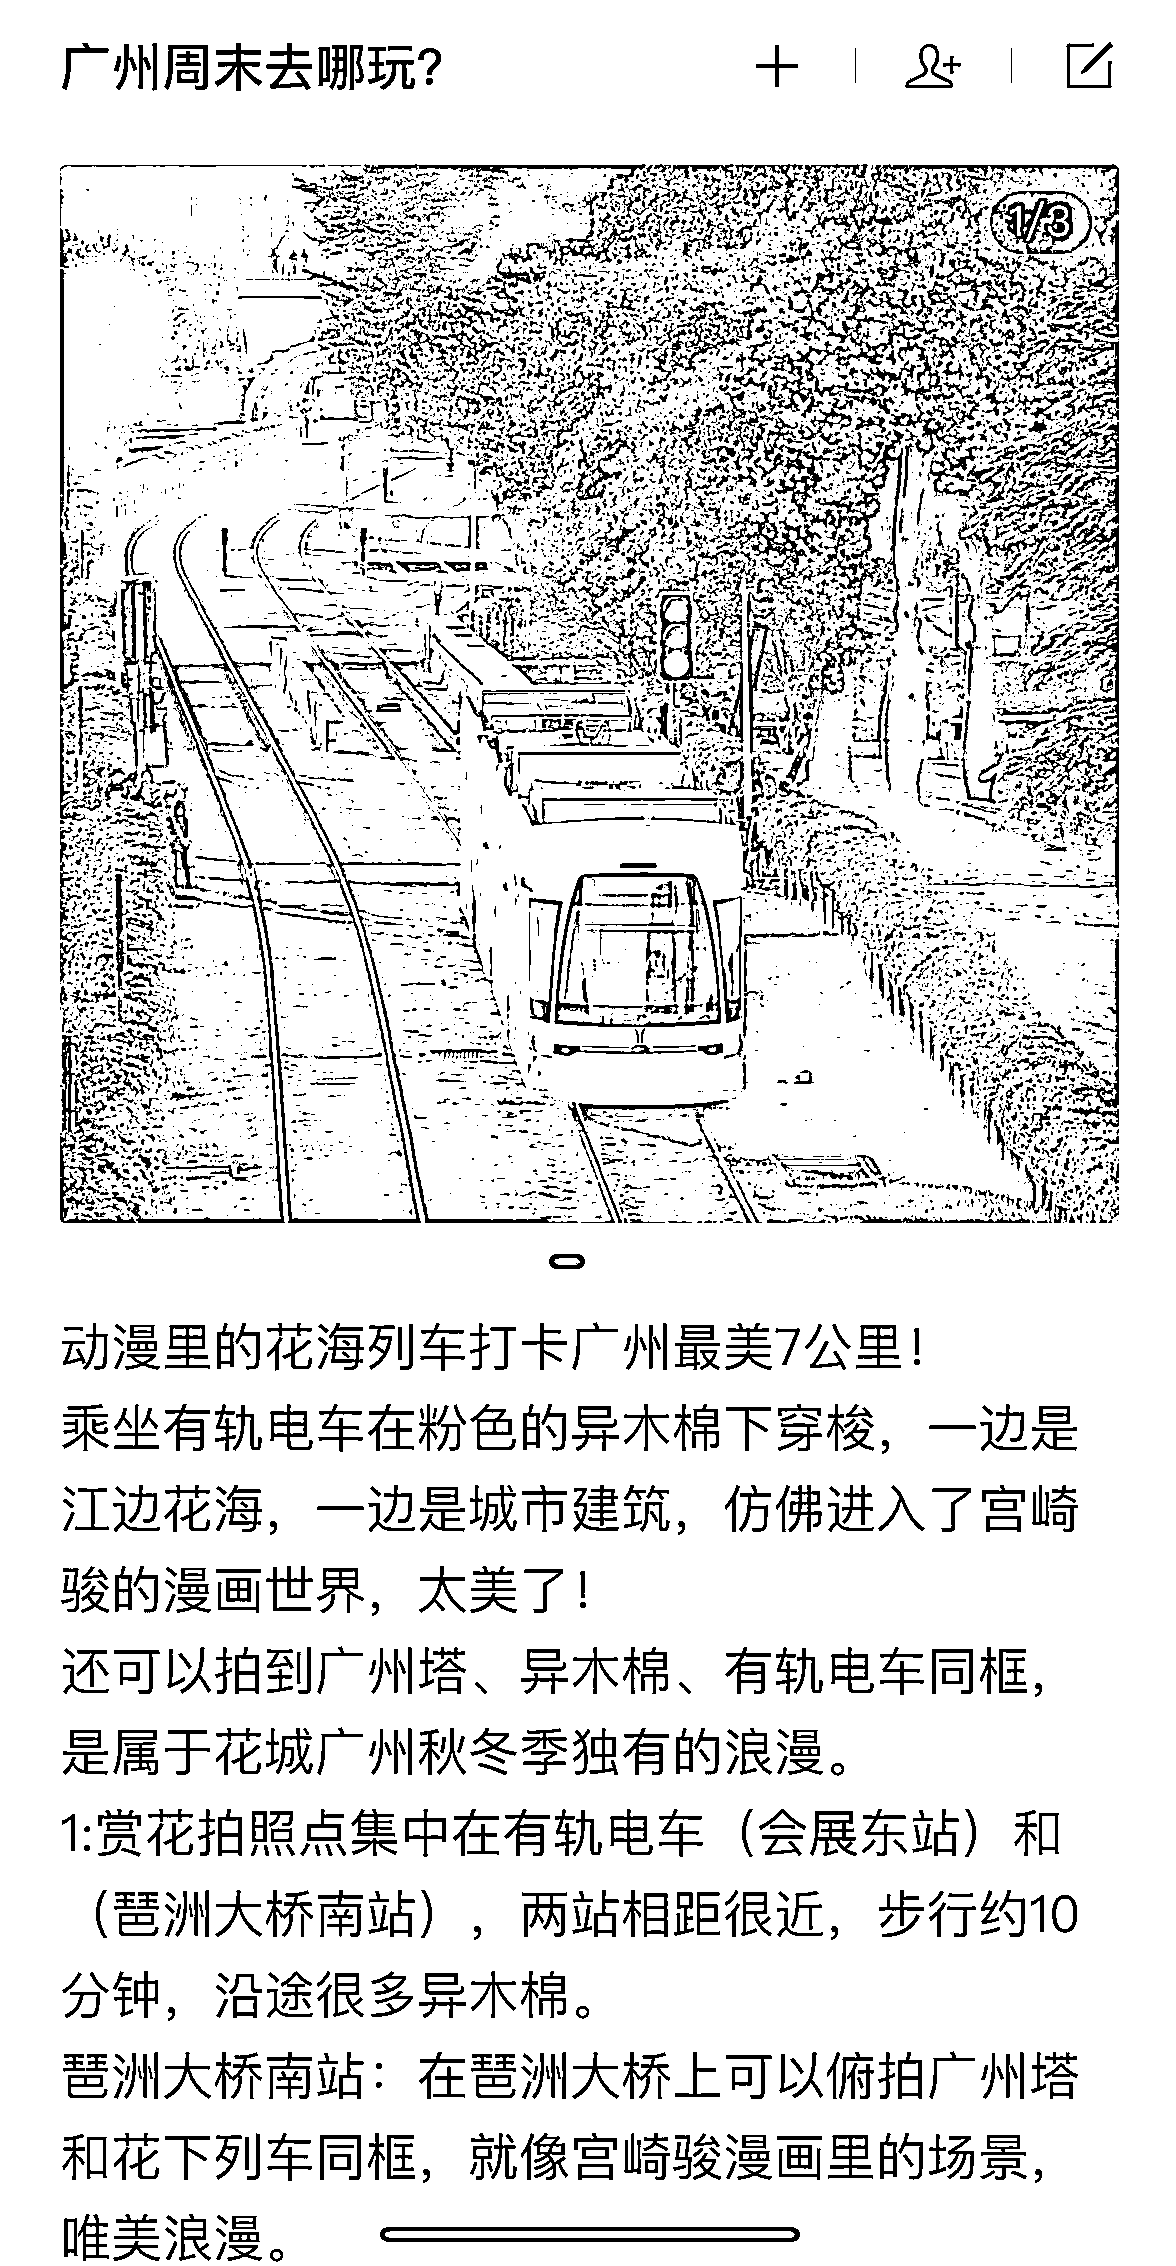 广州周末去哪玩？
1/3
动漫里的花海列车打卡广州最美7公里！
乘坐有轨电车在粉色的异木棉下穿梭，一边是
江边花海，一边是城市建筑，仿佛进入了宫崎
骏的漫画世界，太美了！
还可以拍到广州塔、异木棉、有轨电车同框，
是属于花城广州秋冬季独有的浪漫。
1:赏花拍照点集中在有轨电车（会展东站）和
（琶洲大桥南站），两站相距很近，步行约10
分钟，沿途很多异木棉。
琶洲大桥南站：在琶洲大桥上可以俯拍广州塔
和花下列车同框，就像宫崎骏漫画里的场景，
唯美浪漫。